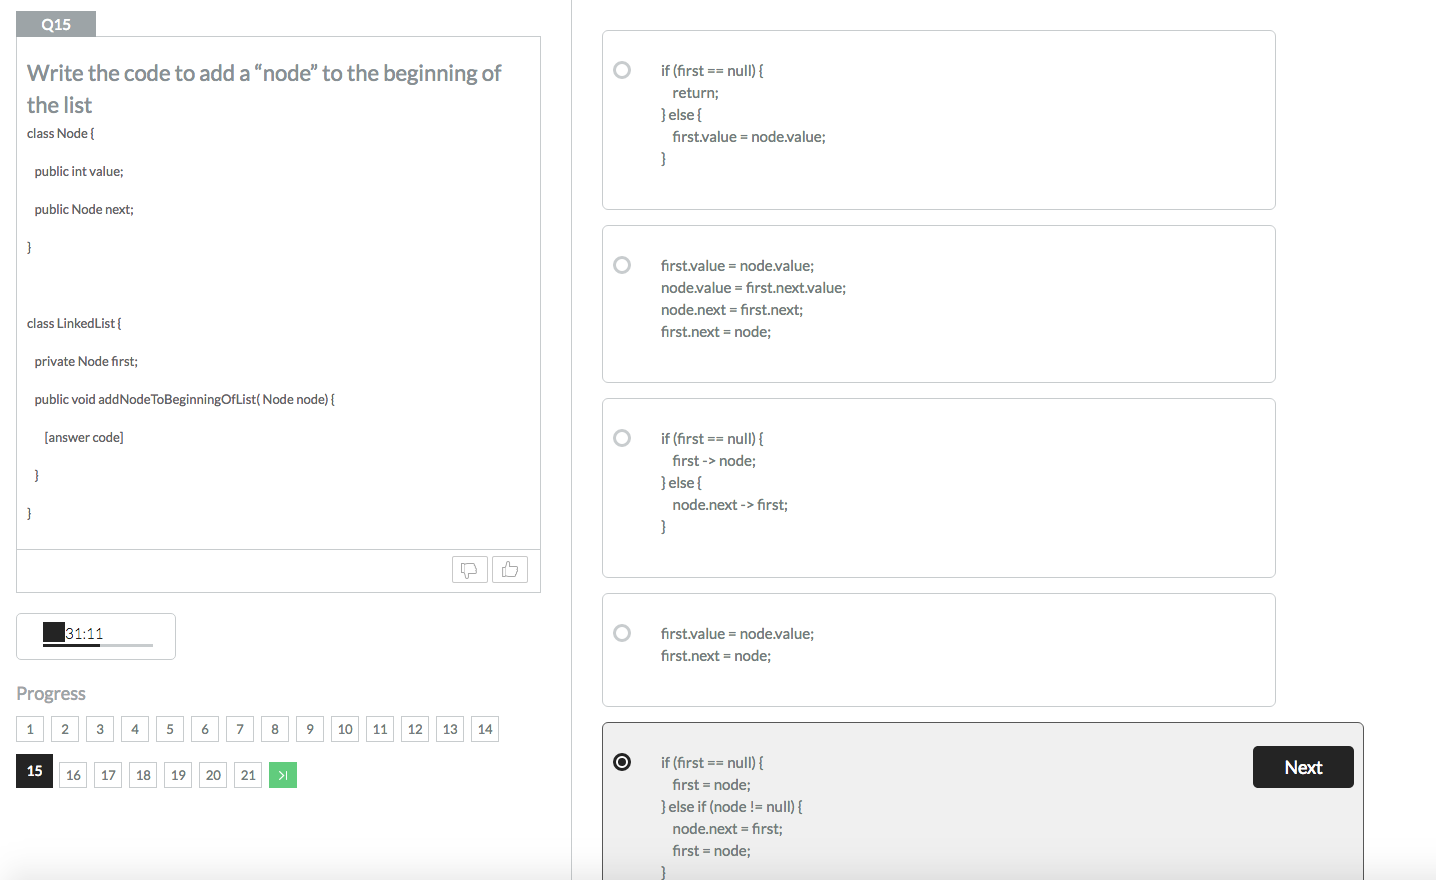 Q15
Write the code to add a “node” to the beginning of
the list
class Node {
public int value;
public Node next;
}
class LinkedList {
private Node first;
public void addNodeToBeginningOfList( Node node) {
[answer code]
}
}
31:11
Progress
1 2 3 4 5 6 7 8 9 10 11 12 13 14
15 16 17 18 19 20 21
if (first == null) {
return;
} else {
first.value = node.value;
}
first.value = node.value;
node.value = first.next.value;
node.next = first.next;
first.next = node;
if (first == null) {
first -> node;
} else {
node.next -> first;
}
first.value = node.value;
first.next = node;
if (first == null) {
first = node;
} else if (node != null) {
node.next = first;
first = node;
}
Next